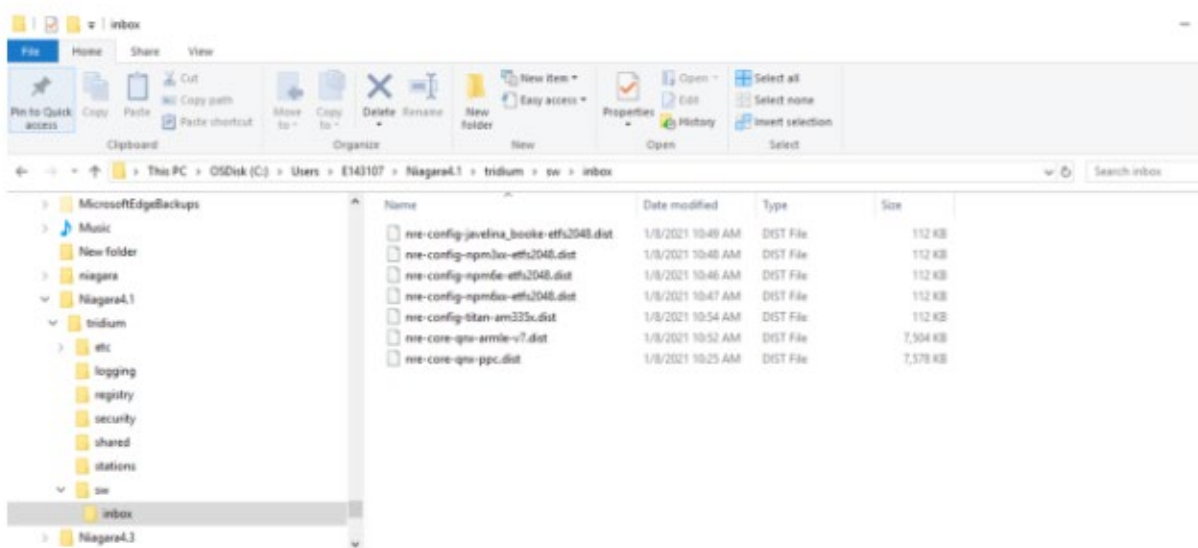 inbox
File Home Share View
Pin to Quick access
Copy
Paste
Cut
Copy path
Paste shortcut
Clipboard
Move to
Copy to
Delete
Rename
Organize
New folder
New item
Easy access
New
Properties
Open
Edit
History
Open
Select all
Select none
Invert selection
Select
This PC > OSDisk (C:) > Users > E143107 > Niagara4.1 > tridium > sw > inbox
Search inbox
MicrosoftEdgeBackups
Music
New folder
niagara
Niagara4.1
tridium
etc
logging
registry
security
shared
stations
sw
inbox
Niagara4.3
Name Date modified Type Size
nre-config-javelina_booke-etfs2048.dist 1/8/2021 10:49 AM DIST File 112 KB
nre-config-npm3xx-etfs2048.dist 1/8/2021 10:48 AM DIST File 112 KB
nre-config-npm6e-etfs2048.dist 1/8/2021 10:46 AM DIST File 112 KB
nre-config-npm6xx-etfs2048.dist 1/8/2021 10:47 AM DIST File 112 KB
nre-config-titan-am335x.dist 1/8/2021 10:54 AM DIST File 112 KB
nre-core-qnx-armle-v7.dist 1/8/2021 10:52 AM DIST File 7,504 KB
nre-core-qnx-ppc.dist 1/8/2021 10:25 AM DIST File 7,578 KB